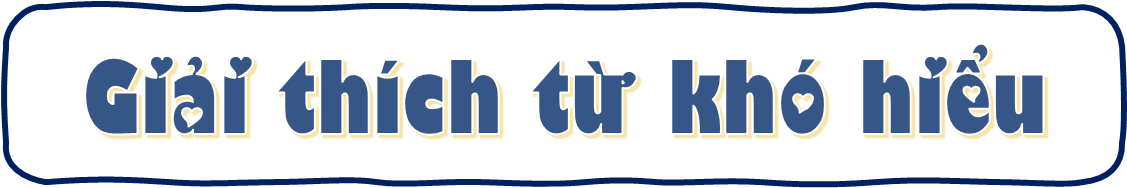 Giải thích từ khó hiểu